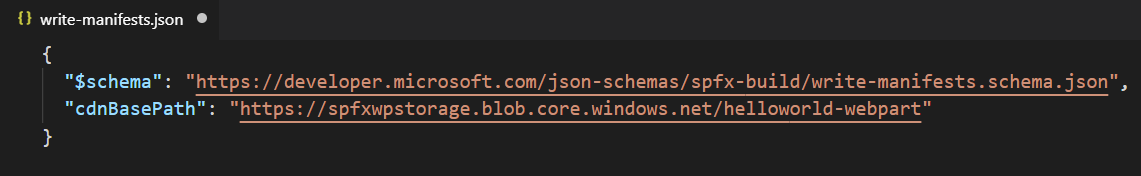 {} write-manifests.json ●
{
"$schema": "https://developer.microsoft.com/json-schemas/spfx-build/write-manifests.schema.json",
"cdnBasePath": "https://spfxwpstorage.blob.core.windows.net/helloworld-webpart"
}